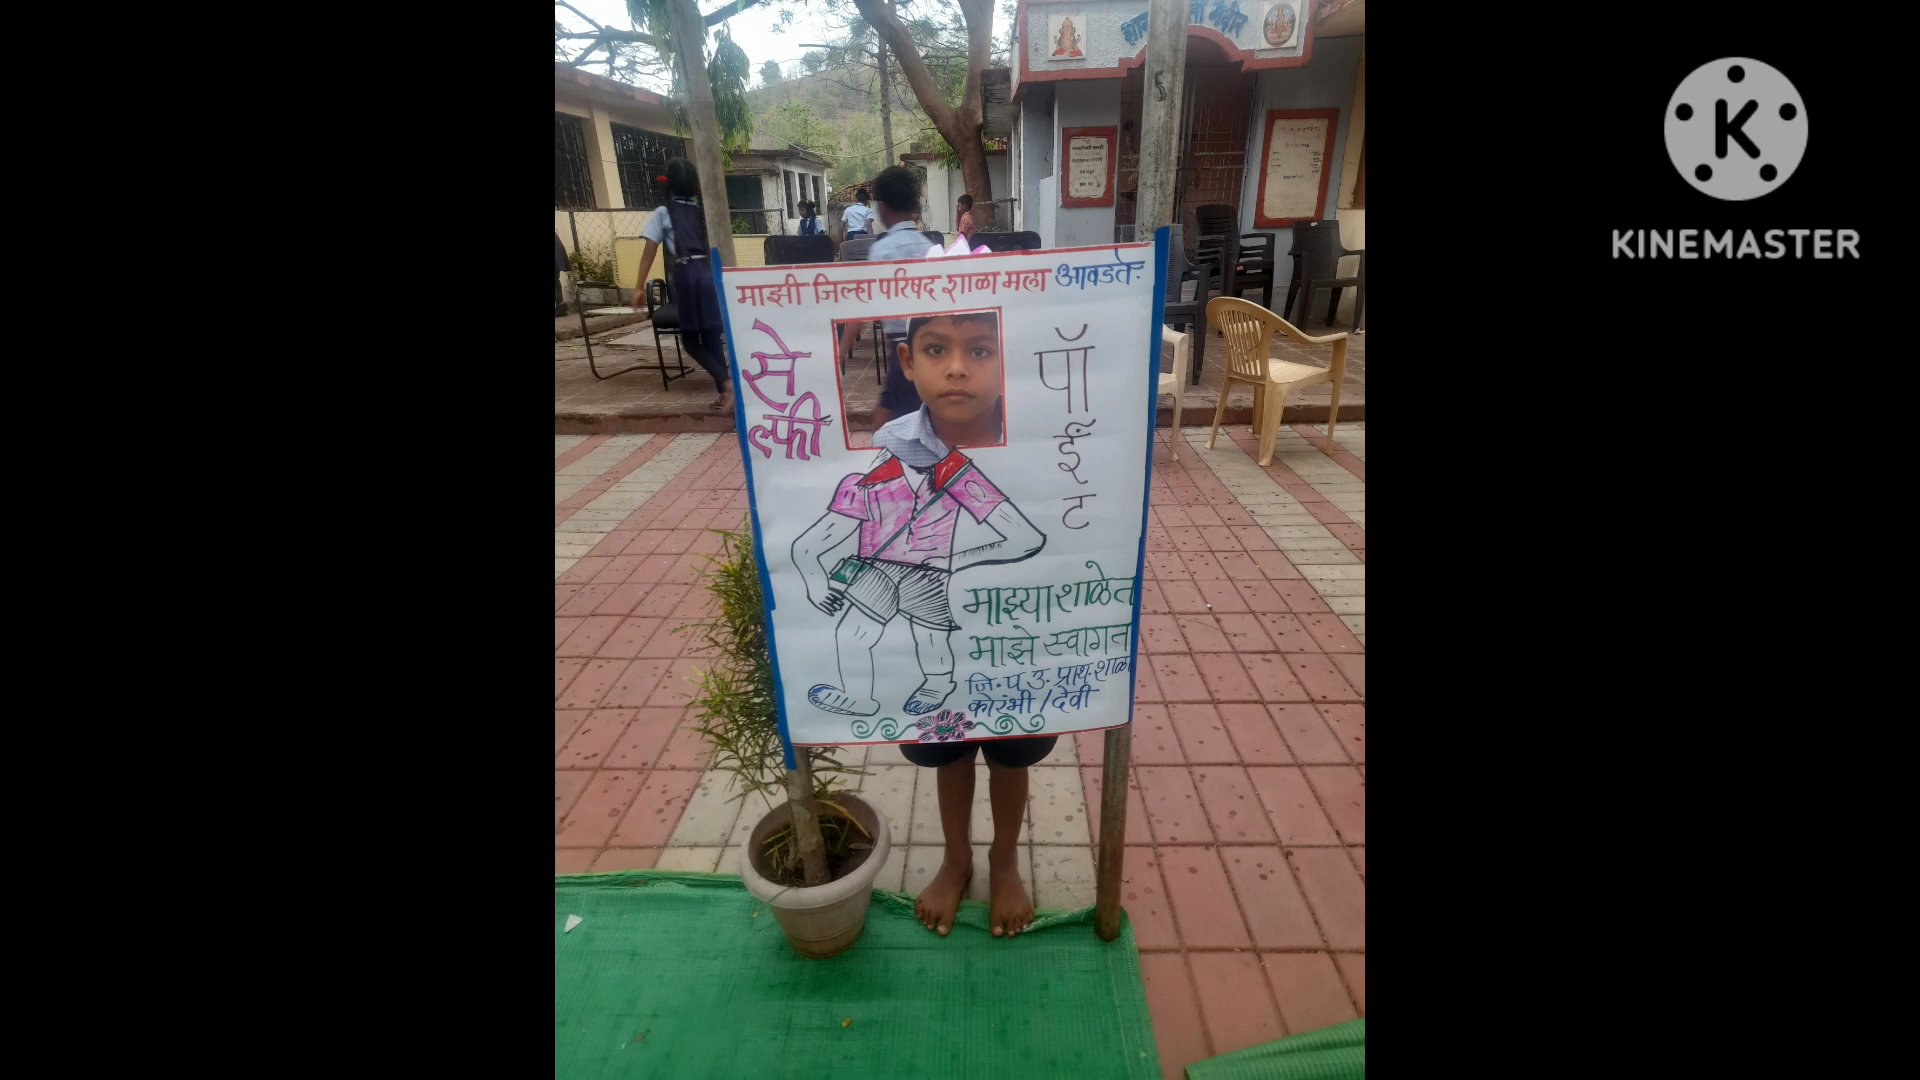 माझी जिल्हा परिषद शाळा मला आवडते.
सेल्फी
पॉईंट
माझ्या शाळेत
माझे स्वागत
जि.प उ. प्राथ. शाळा
कोरंभी / देवी
K
KINEMASTER